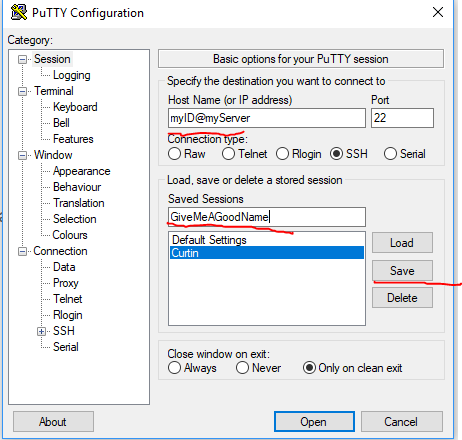 PuTTY Configuration
Category:
Session
Logging
Terminal
Keyboard
Bell
Features
Window
Appearance
Behaviour
Translation
Selection
Colours
Connection
Data
Proxy
Telnet
Rlogin
SSH
Serial
Basic options for your PuTTY session
Specify the destination you want to connect to
Host Name (or IP address) Port
myID@myServer 22
Connection type:
Raw Telnet Rlogin SSH Serial
Load, save or delete a stored session
Saved Sessions
GiveMeAGoodName
Default Settings
Curtin
Load
Save
Delete
Close window on exit:
Always Never Only on clean exit
About Open Cancel